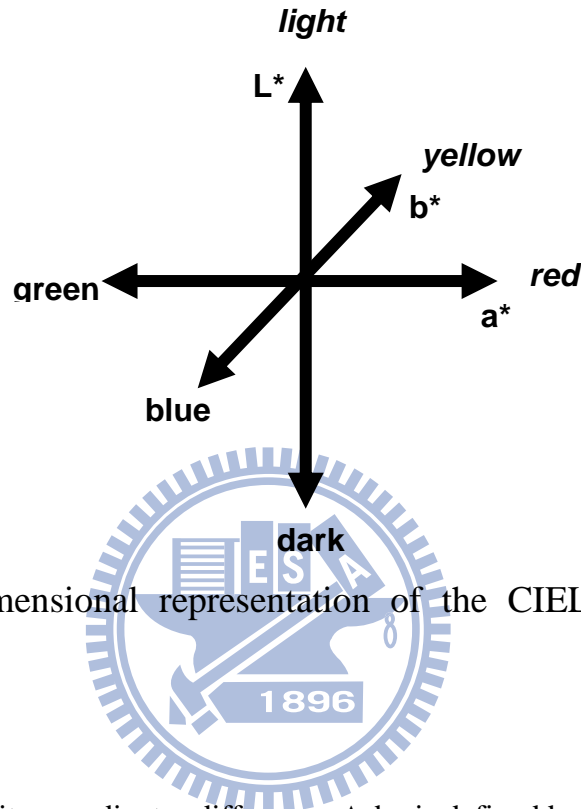 light
L*
yellow
b*
green
red
a*
blue
dark
E S A
mensional representation of the CIEL
1896